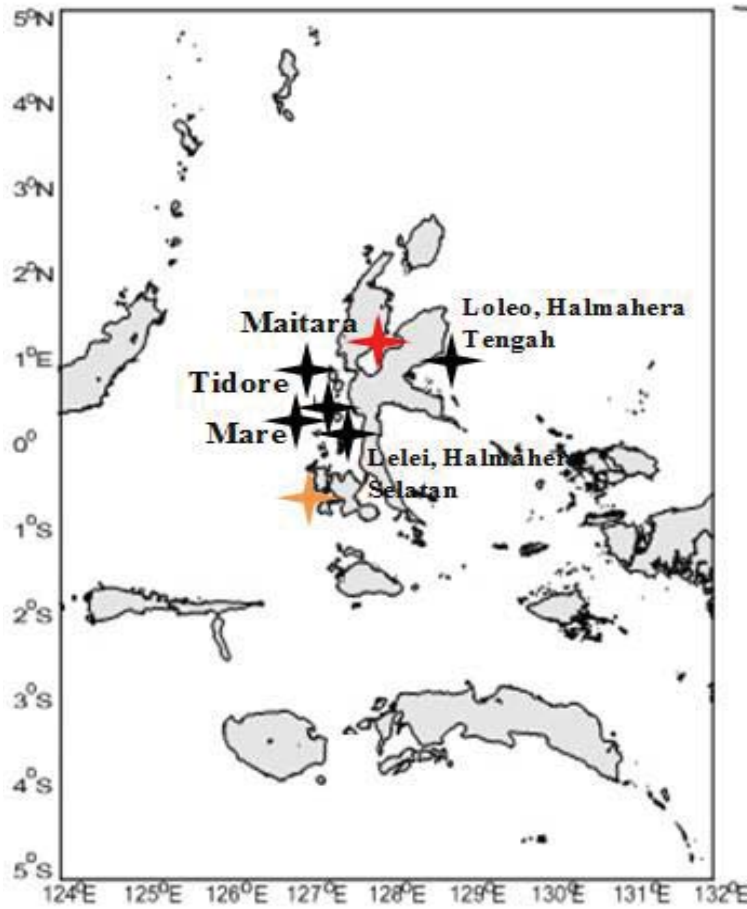 5°N
4°N
3°N
2°N
Loleo, Halmahera
Maitara
Tengah
1°E
Tidore
Mare
0°
Lelei, Halmahera
Selatan
1°S
2°S
3°S
4°S
5°S
124°E 125°E 126°E 127°E 128°E 129°E 130°E 131°E 132°E